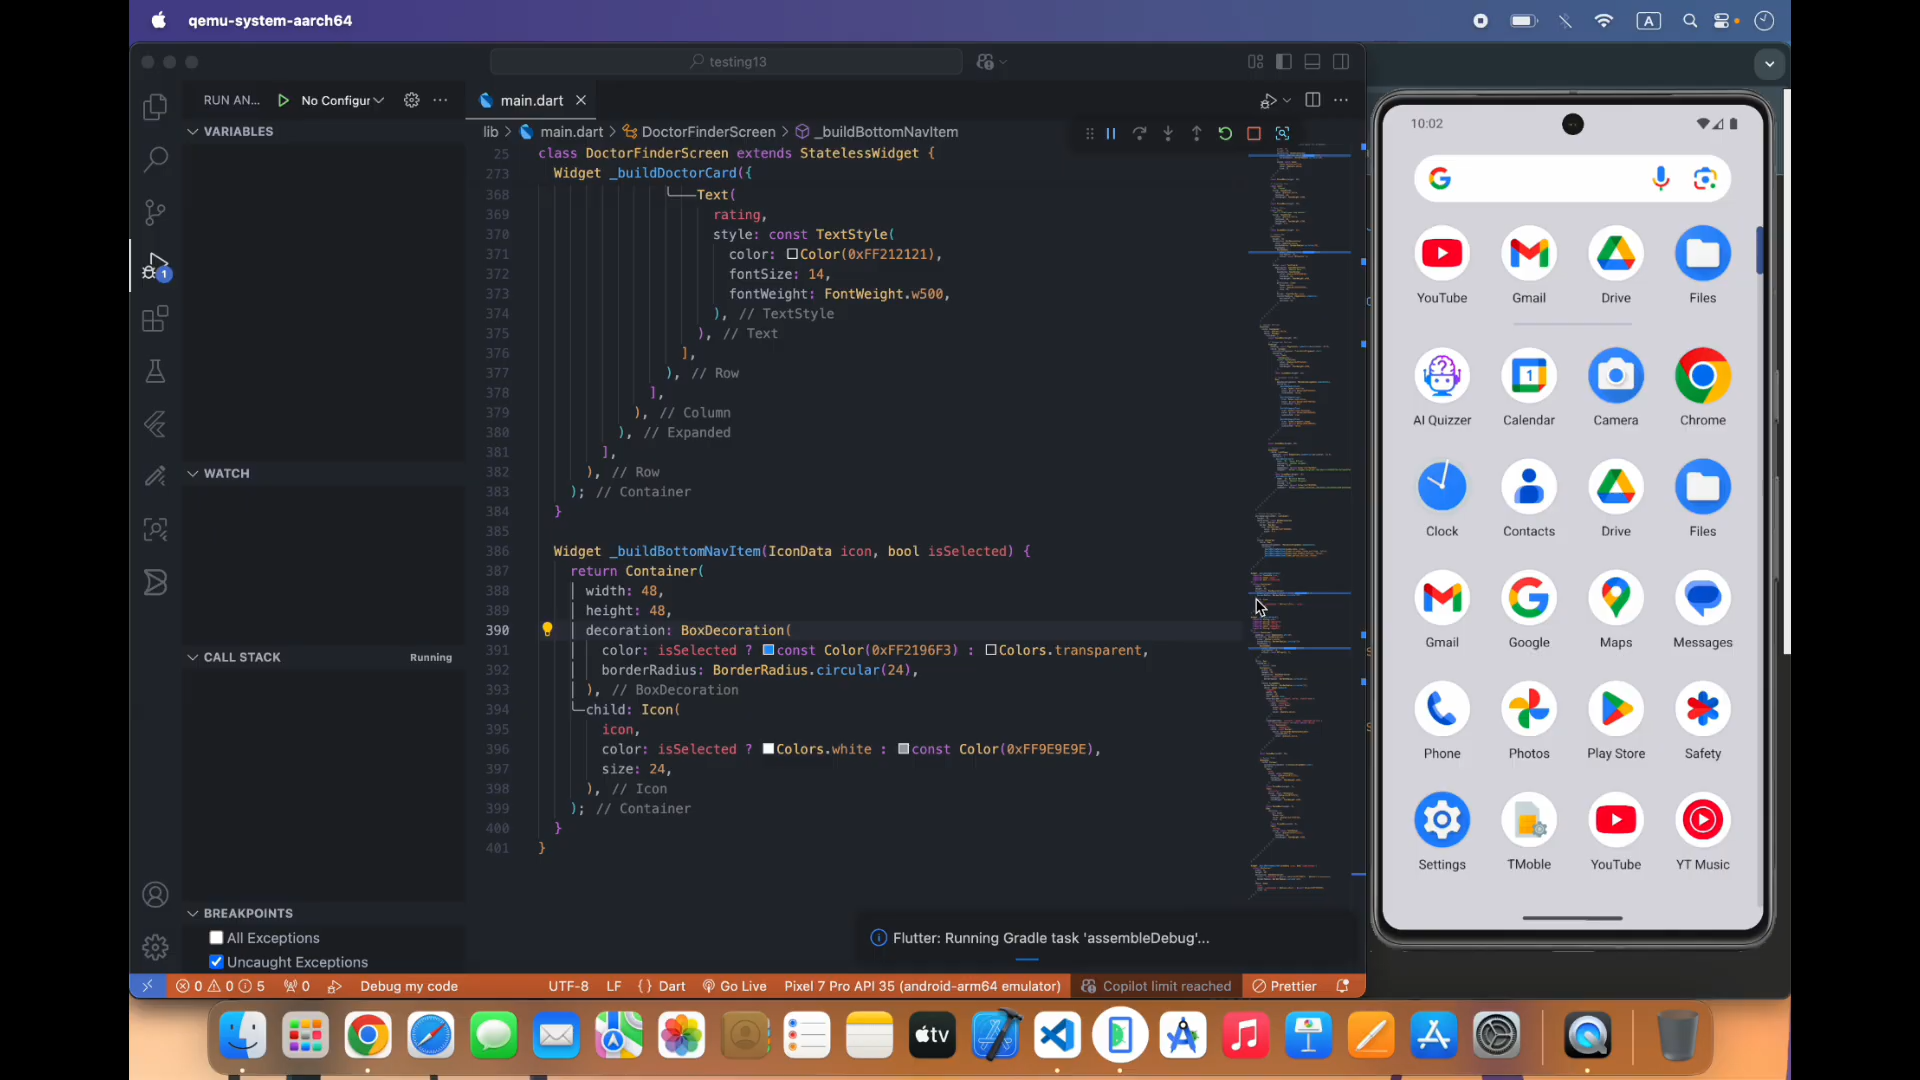 qemu-system-aarch64
A
testing13
RUN AN...
No Configur
main.dart
lib > main.dart > DoctorFinderScreen > _buildBottomNavItem
VARIABLES
WATCH
CALL STACK
Running
BREAKPOINTS
All Exceptions
Uncaught Exceptions
1
25 class DoctorFinderScreen extends StatelessWidget {
273 Widget _buildDoctorCard({
368 Text(
369 rating,
370 style: const TextStyle(
371 color: Color(0xFF212121),
372 fontSize: 14,
373 fontWeight: FontWeight.w500,
374 ), // TextStyle
375 ), // Text
376 ],
377 ), // Row
378 ],
379 ), // Column
380 ), // Expanded
381 ],
382 ), // Row
383 ); // Container
384 }
385
386 Widget _buildBottomNavItem(IconData icon, bool isSelected) {
387 return Container(
388 width: 48,
389 height: 48,
390 decoration: BoxDecoration(
391 color: isSelected ? const Color(0xFF2196F3) : Colors.transparent,
392 borderRadius: BorderRadius.circular(24),
393 ), // BoxDecoration
394 child: Icon(
395 icon,
396 color: isSelected ? Colors.white : const Color(0xFF9E9E9E),
397 size: 24,
398 ), // Icon
399 ); // Container
400 }
401 }
Flutter: Running Gradle task 'assembleDebug'...
0 0 5 0 Debug my code UTF-8 LF {} Dart Go Live Pixel 7 Pro API 35 (android-arm64 emulator) Copilot limit reached Prettier
10:02
YouTube Gmail Drive Files
1
AI Quizzer Calendar Camera Chrome
Clock Contacts Drive Files
Gmail Google Maps Messages
Phone Photos Play Store Safety
Settings TMoble YouTube YT Music
tv